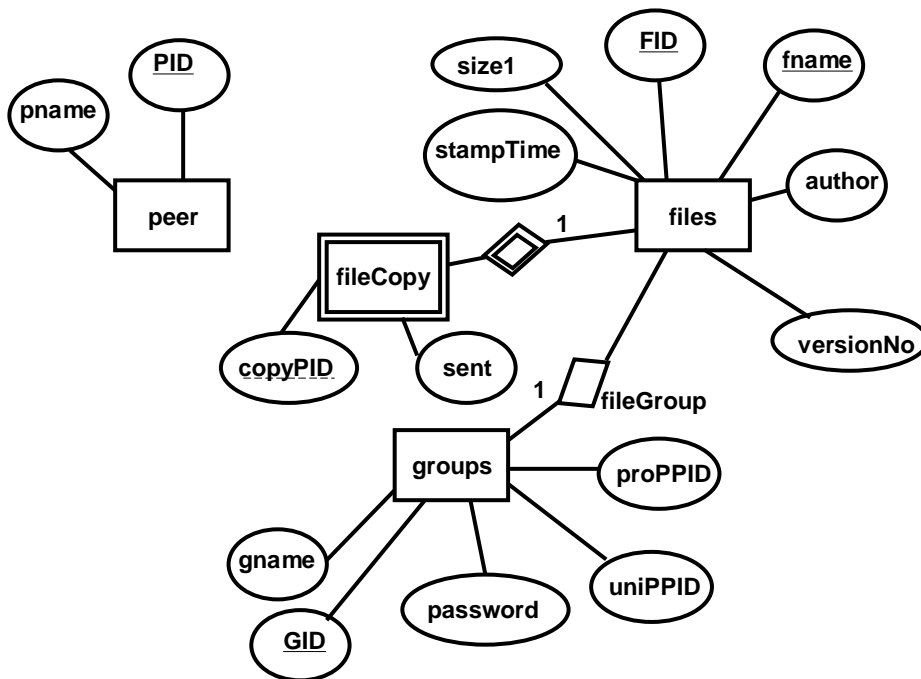 PID
pname
peer
FID
size1
fname
stampTime
author
files
1
fileCopy
versionNo
copyPID
sent
1
fileGroup
groups
proPPID
gname
uniPPID
password
GID